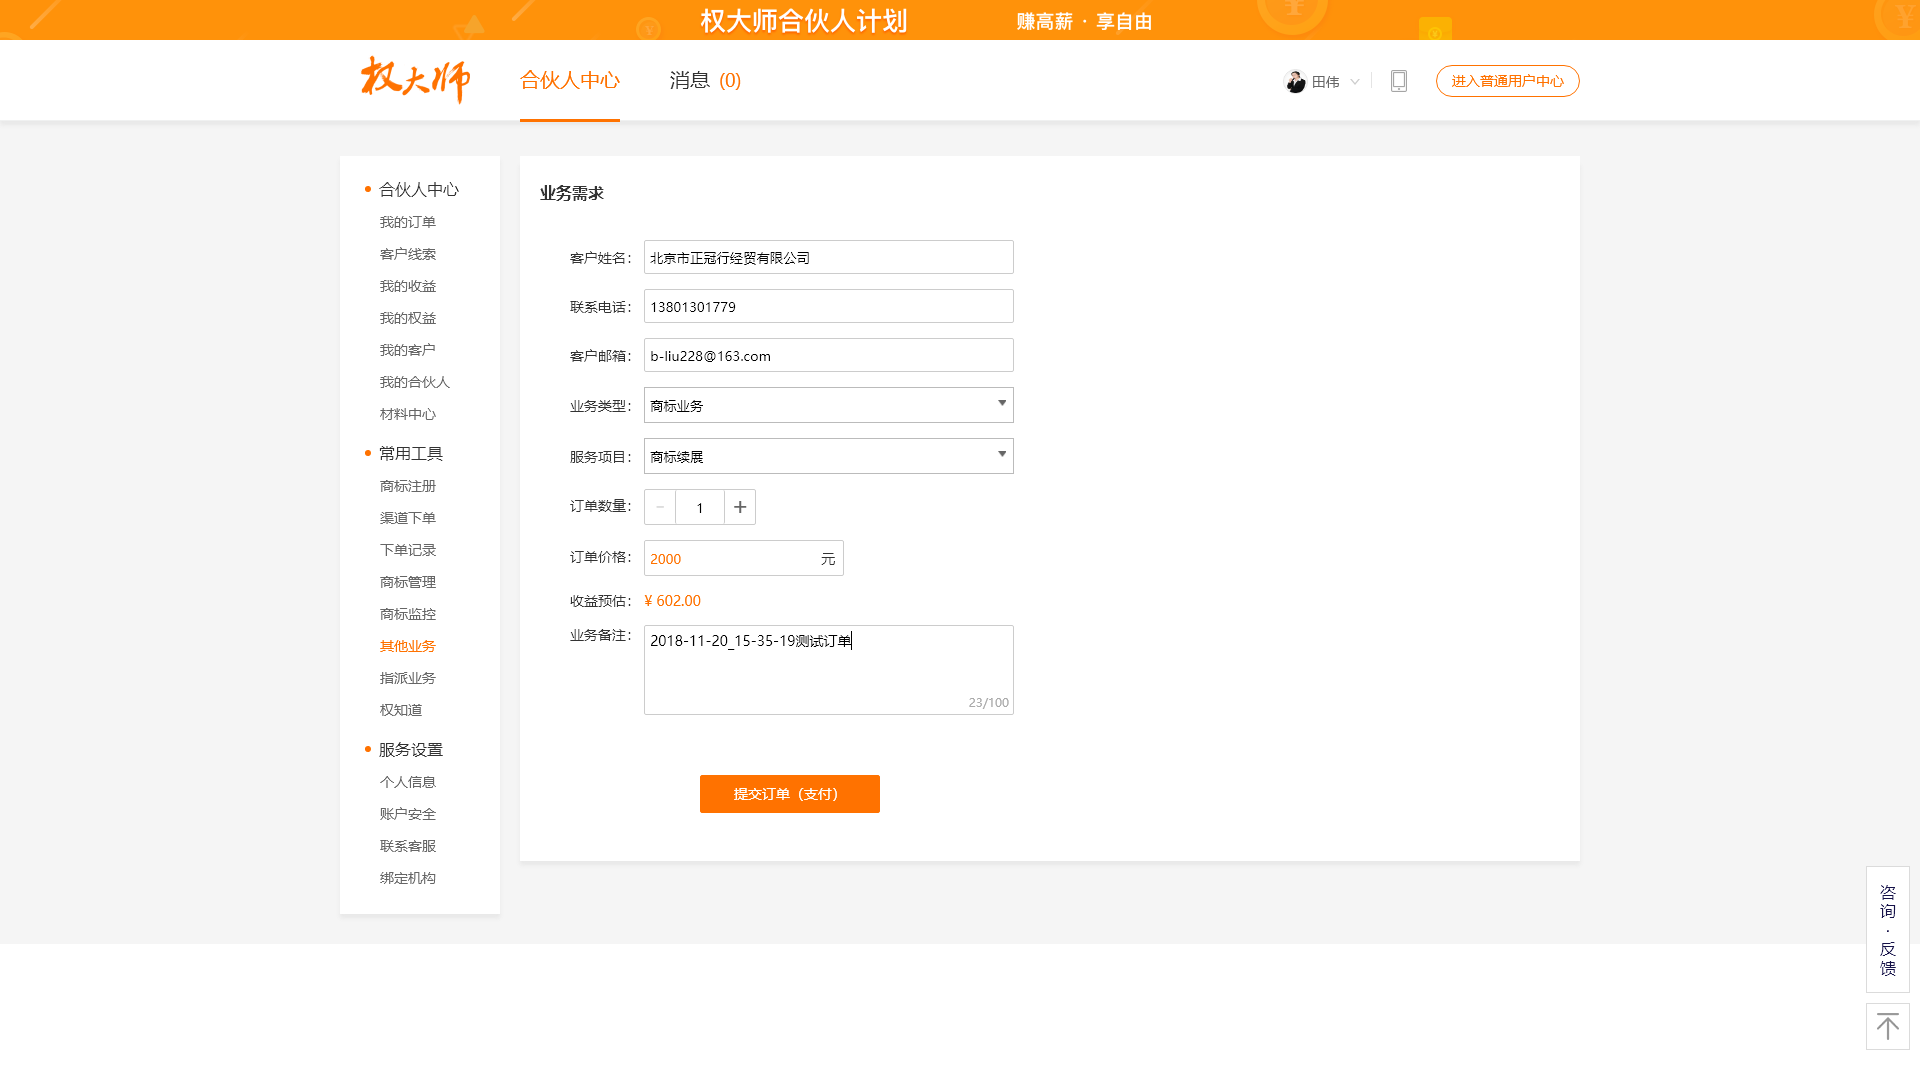 权大师合伙人计划 赚高薪 · 享自由
权大师 合伙人中心 消息 (0) 田伟 进入普通用户中心
合伙人中心
我的订单
客户线索
我的收益
我的权益
我的客户
我的合伙人
材料中心
常用工具
商标注册
渠道下单
下单记录
商标管理
商标监控
其他业务
指派业务
权知道
服务设置
个人信息
账户安全
联系客服
绑定机构
业务需求
客户姓名: 北京市正冠行经贸有限公司
联系电话: 13801301779
客户邮箱: b-liu228@163.com
业务类型: 商标业务
服务项目: 商标续展
订单数量: - 1 +
订单价格: 2000 元
收益预估: ¥ 602.00
业务备注: 2018-11-20_15-35-19测试订单
23/100
提交订单（支付）
咨
询
·
反
馈